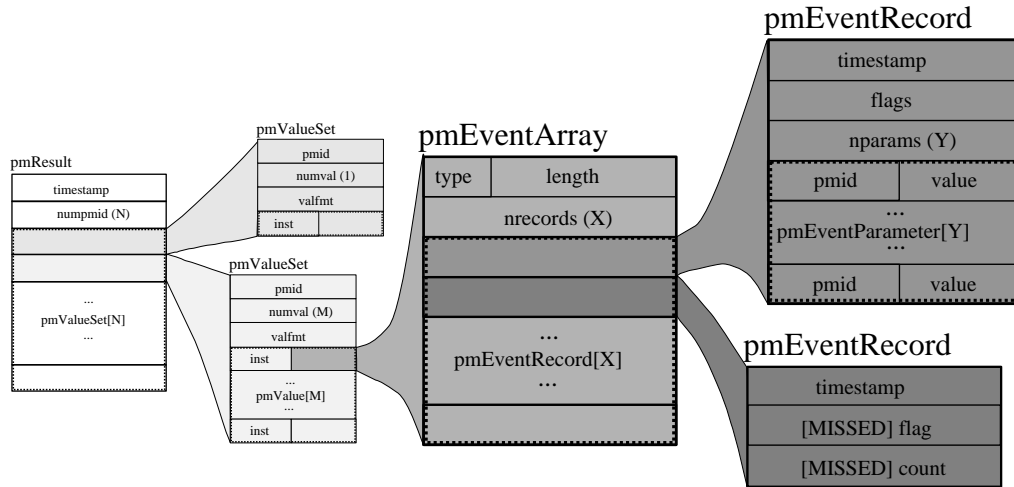 pmResult
timestamp
numpmid (N)
...
pmValueSet[N]
...
pmValueSet
pmid
numval (1)
valfmt
inst
pmValueSet
pmid
numval (M)
valfmt
inst
...
pmValue[M]
...
inst
pmEventArray
type length
nrecords (X)
...
pmEventRecord[X]
...
pmEventRecord
timestamp
flags
nparams (Y)
pmid value
...
pmEventParameter[Y]
...
pmid value
pmEventRecord
timestamp
[MISSED] flag
[MISSED] count